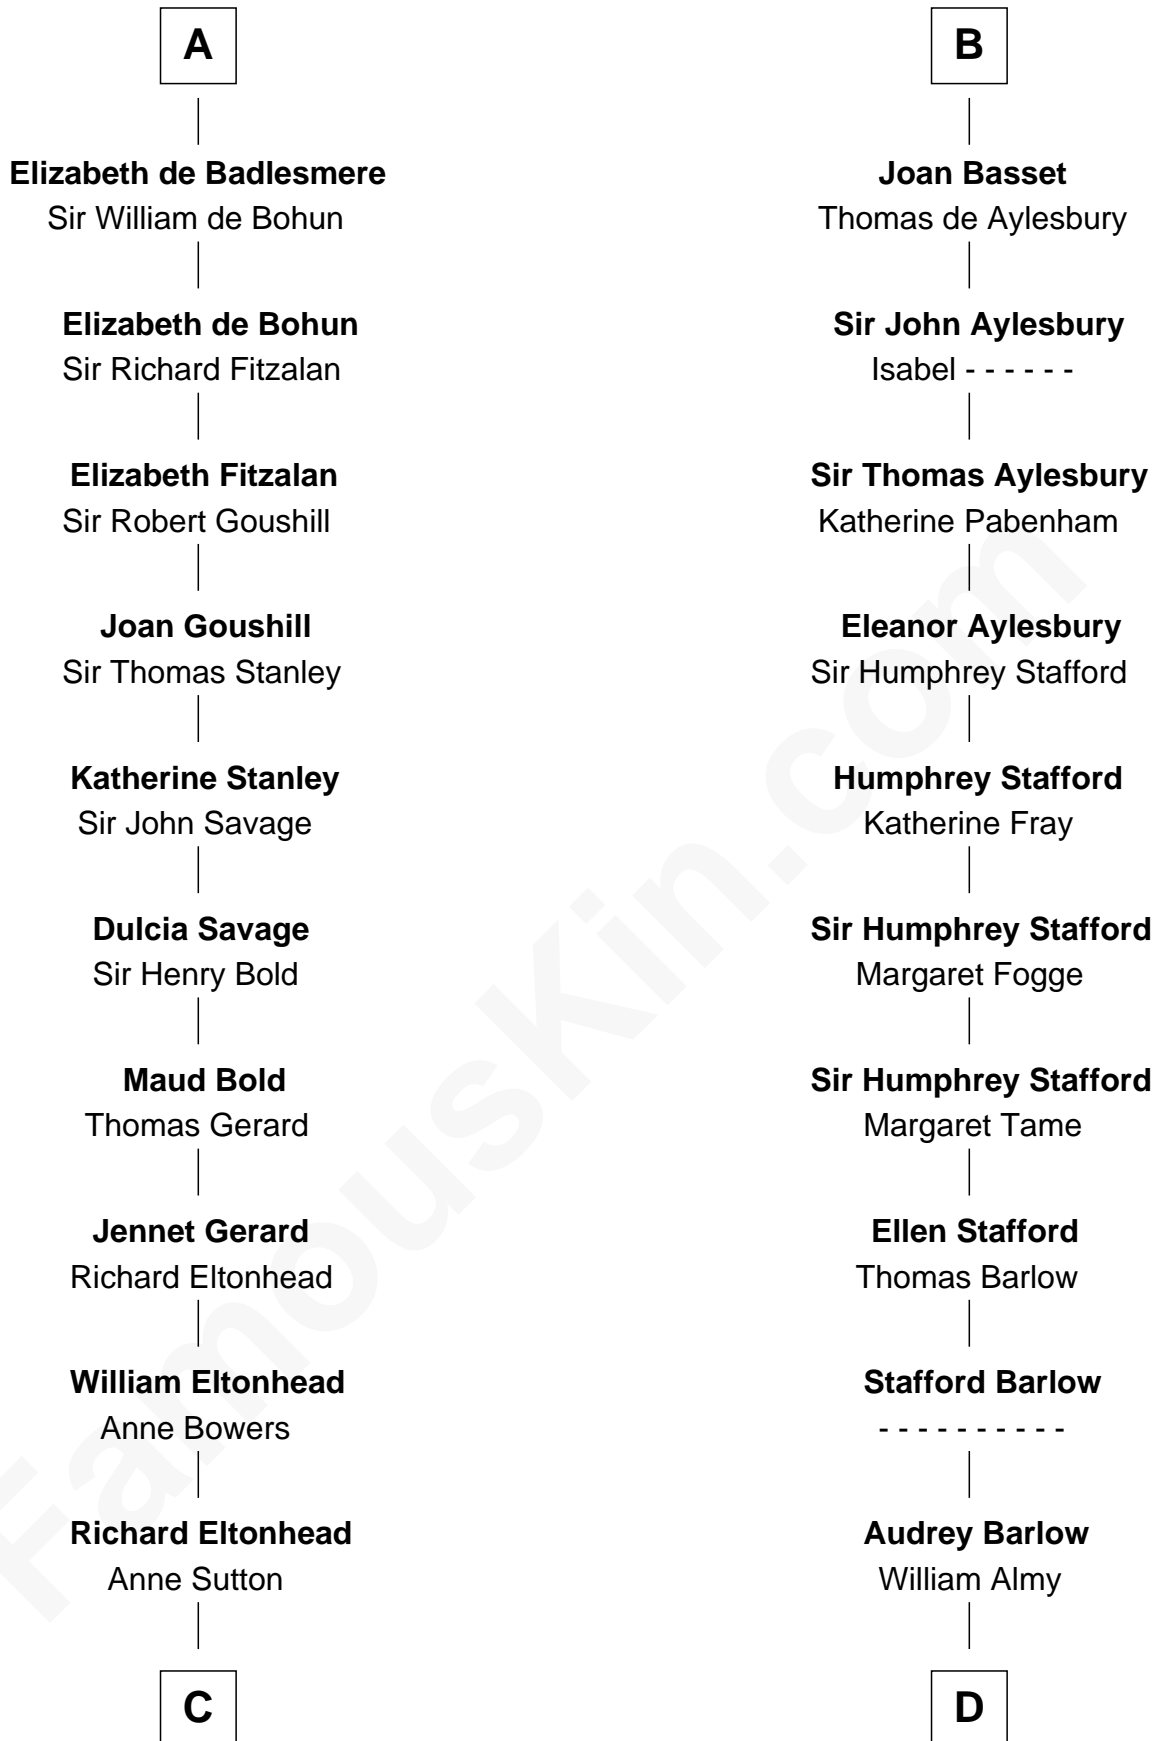 A
Elizabeth de Badlesmere
Sir William de Bohun
Elizabeth de Bohun
Sir Richard Fitzalan
Elizabeth Fitzalan
Sir Robert Goushill
Joan Goushill
Sir Thomas Stanley
Katherine Stanley
Sir John Savage
Dulcia Savage
Sir Henry Bold
Maud Bold
Thomas Gerard
Jennet Gerard
Richard Eltonhead
William Eltonhead
Anne Bowers
Richard Eltonhead
Anne Sutton
C
B
Joan Basset
Thomas de Aylesbury
Sir John Aylesbury
Isabel - - - - - -
Sir Thomas Aylesbury
Katherine Pabenham
Eleanor Aylesbury
Sir Humphrey Stafford
Humphrey Stafford
Katherine Fray
Sir Humphrey Stafford
Margaret Fogge
Sir Humphrey Stafford
Margaret Tame
Ellen Stafford
Thomas Barlow
Stafford Barlow
- - - - - - - - - -
Audrey Barlow
William Almy
D
FamousKin.com